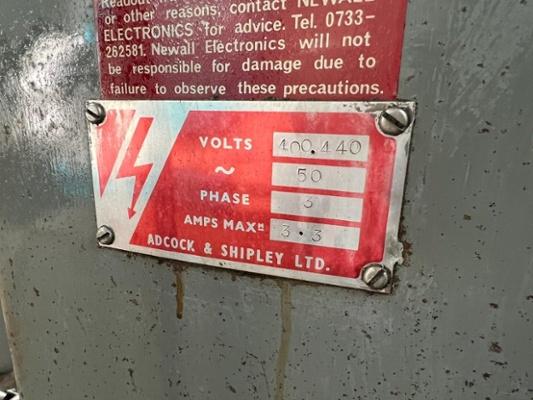 or other reasons, contact NEWALL
ELECTRONICS for advice. Tel. 0733-
262581. Newall Electronics will not
be responsible for damage due to
failure to observe these precautions.
VOLTS 400.440
~ 50
PHASE 3
AMPS MAXᴹ 3.3
ADCOCK & SHIPLEY LTD.